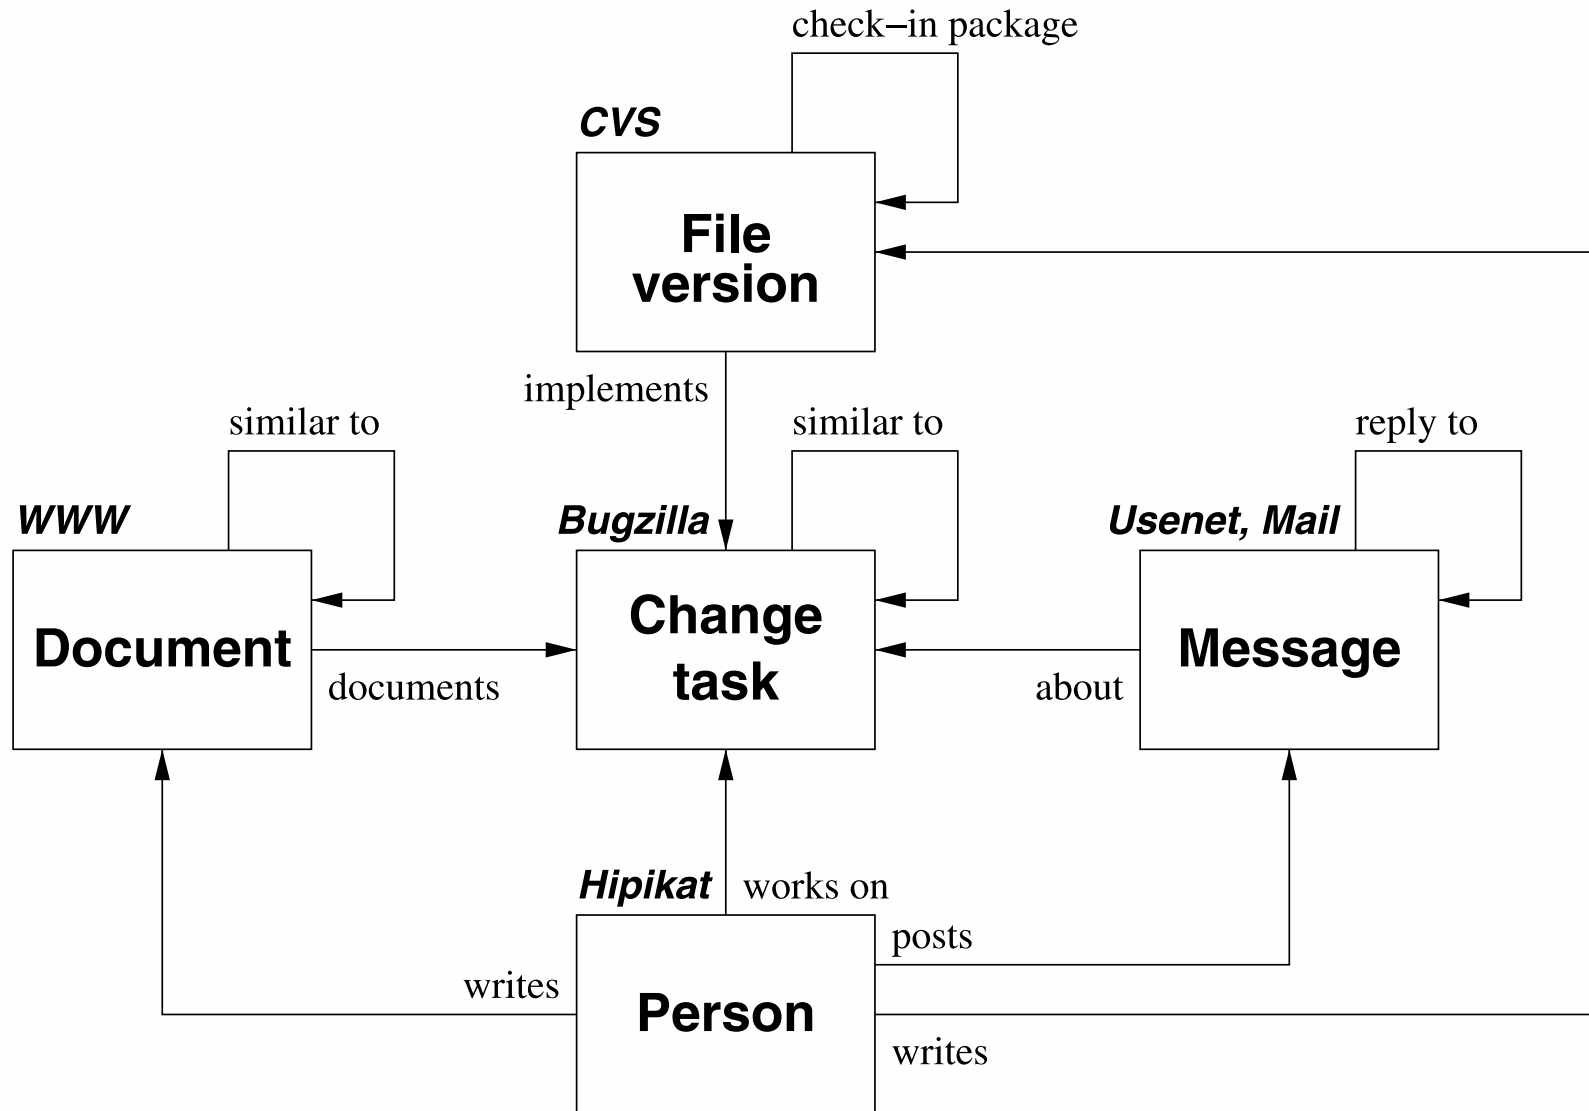 check–in package
CVS
File
version
implements
similar to
similar to
reply to
WWW
Bugzilla
Usenet, Mail
Document
Change
task
Message
documents
about
Hipikat
works on
posts
writes
Person
writes